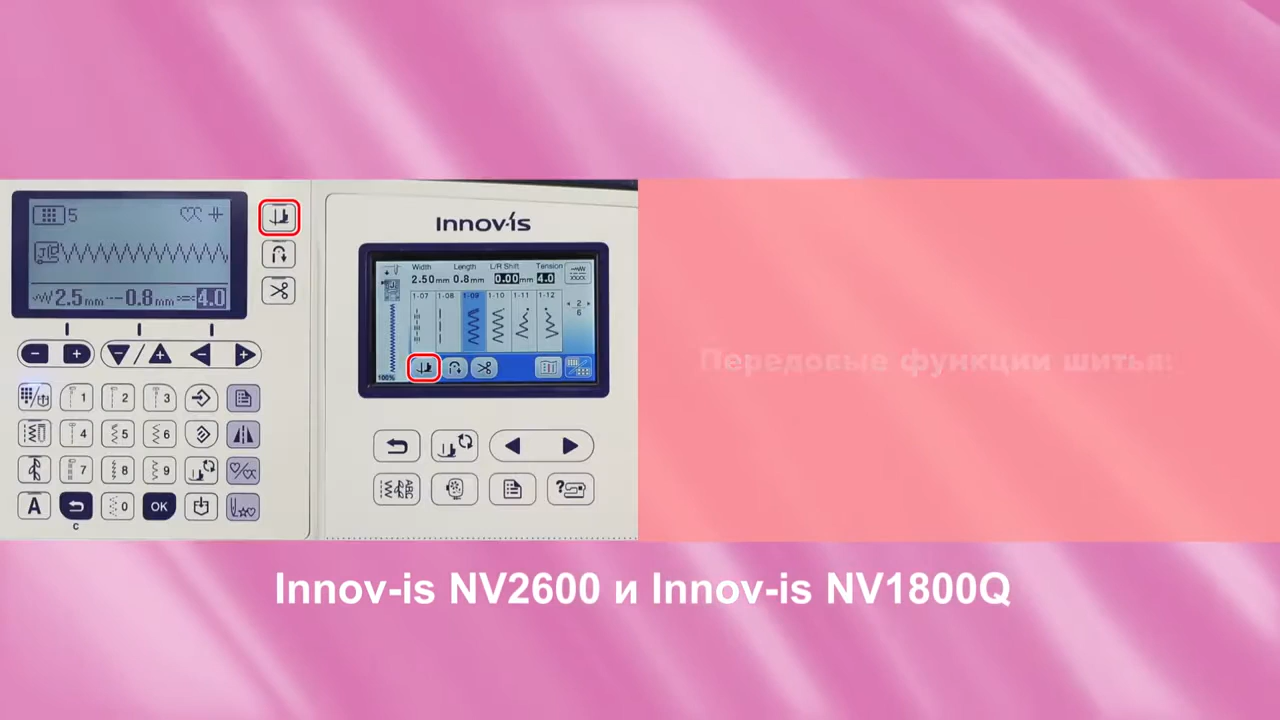 5
2.5mm 0.8mm 4.0
1
2
3
4
5
6
7
8
9
A
C
0
OK
Innov-is
Width Length L/R Shift Tension
2.50mm 0.8mm 0.00mm 4.0
1-07 1-08 1-09 1-10 1-11 1-12
2
6
100%
ABC
?
Передовые функции шитья:
Innov-is NV2600 и Innov-is NV1800Q